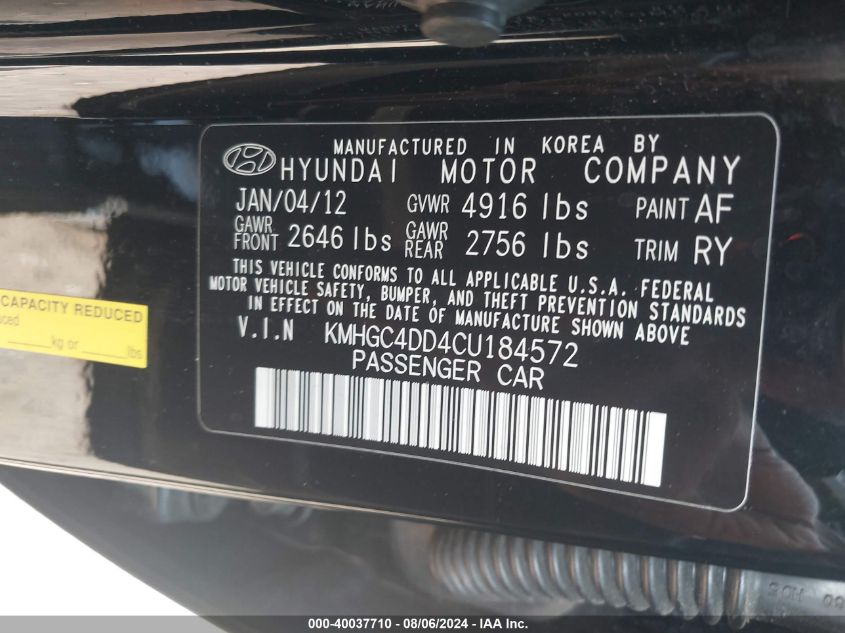 MANUFACTURED IN KOREA BY
HYUNDAI MOTOR COMPANY
JAN/04/12 GVWR 4916 lbs PAINT AF
GAWR FRONT 2646 lbs GAWR REAR 2756 lbs TRIM RY
THIS VEHICLE CONFORMS TO ALL APPLICABLE U.S.A. FEDERAL
MOTOR VEHICLE SAFETY, BUMPER, AND THEFT PREVENTION STANDARDS
IN EFFECT ON THE DATE OF MANUFACTURE SHOWN ABOVE
V.I.N KMHGC4DD4CU184572
PASSENGER CAR
CAPACITY REDUCED
kg or lbs
000-40037710 - 08/06/2024 - IAA Inc.